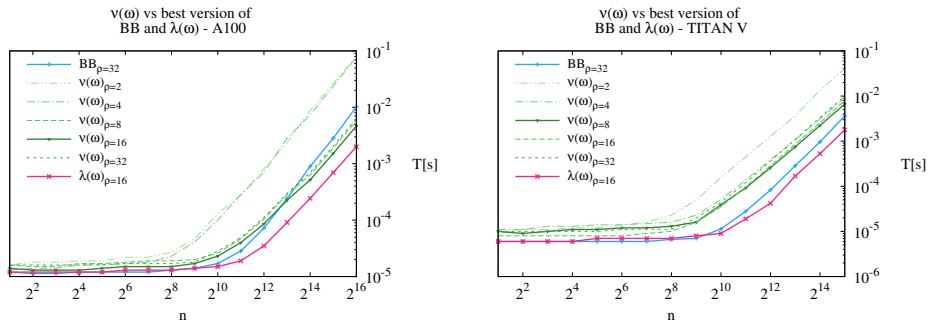 ν(ω) vs best version of
BB and λ(ω) - A100
BBρ=32
ν(ω)ρ=2
ν(ω)ρ=4
ν(ω)ρ=8
ν(ω)ρ=16
ν(ω)ρ=32
λ(ω)ρ=16
10^-1
10^-2
10^-3
10^-4
10^-5
T[s]
2^2 2^4 2^6 2^8 2^10 2^12 2^14 2^16
n
ν(ω) vs best version of
BB and λ(ω) - TITAN V
BBρ=32
ν(ω)ρ=2
ν(ω)ρ=4
ν(ω)ρ=8
ν(ω)ρ=16
ν(ω)ρ=32
λ(ω)ρ=16
10^-1
10^-2
10^-3
10^-4
10^-5
10^-6
T[s]
2^2 2^4 2^6 2^8 2^10 2^12 2^14
n